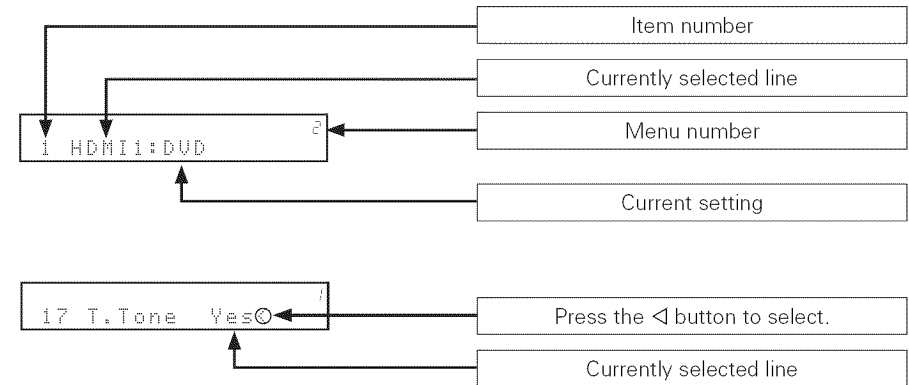 Item number
Currently selected line
2
Menu number
1 HDMI1:DVD
Current setting
1
17 T.Tone Yes
Press the ◁ button to select.
Currently selected line